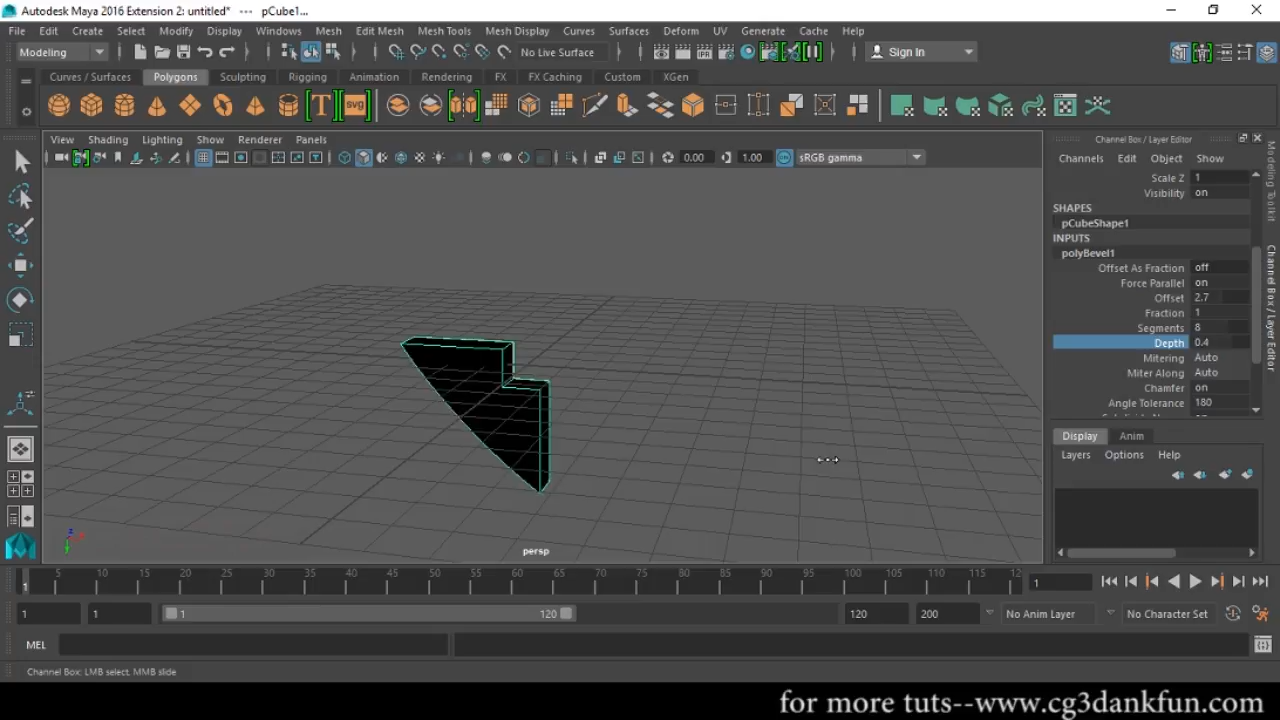 Autodesk Maya 2016 Extension 2: untitled* --- pCube1...
File Edit Create Select Modify Display Windows Mesh Edit Mesh Mesh Tools Mesh Display Curves Surfaces Deform UV Generate Cache Help
Modeling No Live Surface Sign In
Curves / Surfaces Polygons Sculpting Rigging Animation Rendering FX FX Caching Custom XGen
T svg
View Shading Lighting Show Renderer Panels
0.00 1.00 sRGB gamma
Channel Box / Layer Editor
Channels Edit Object Show
Scale Z 1
Visibility on
SHAPES
pCubeShape1
INPUTS
polyBevel1
Offset As Fraction off
Force Parallel on
Offset 2.7
Fraction 1
Segments 8
Depth 0.4
Mitering Auto
Miter Along Auto
Chamfer on
Angle Tolerance 180
Modeling Toolkit
Channel Box / Layer Editor
Display Anim
Layers Options Help
persp
1 5 10 15 20 25 30 35 40 45 50 55 60 65 70 75 80 85 90 95 100 105 110 115 12 1
1 1 1 120 120 200 No Anim Layer No Character Set
MEL
Channel Box: LMB select, MMB slide
for more tuts--www.cg3dankfun.com